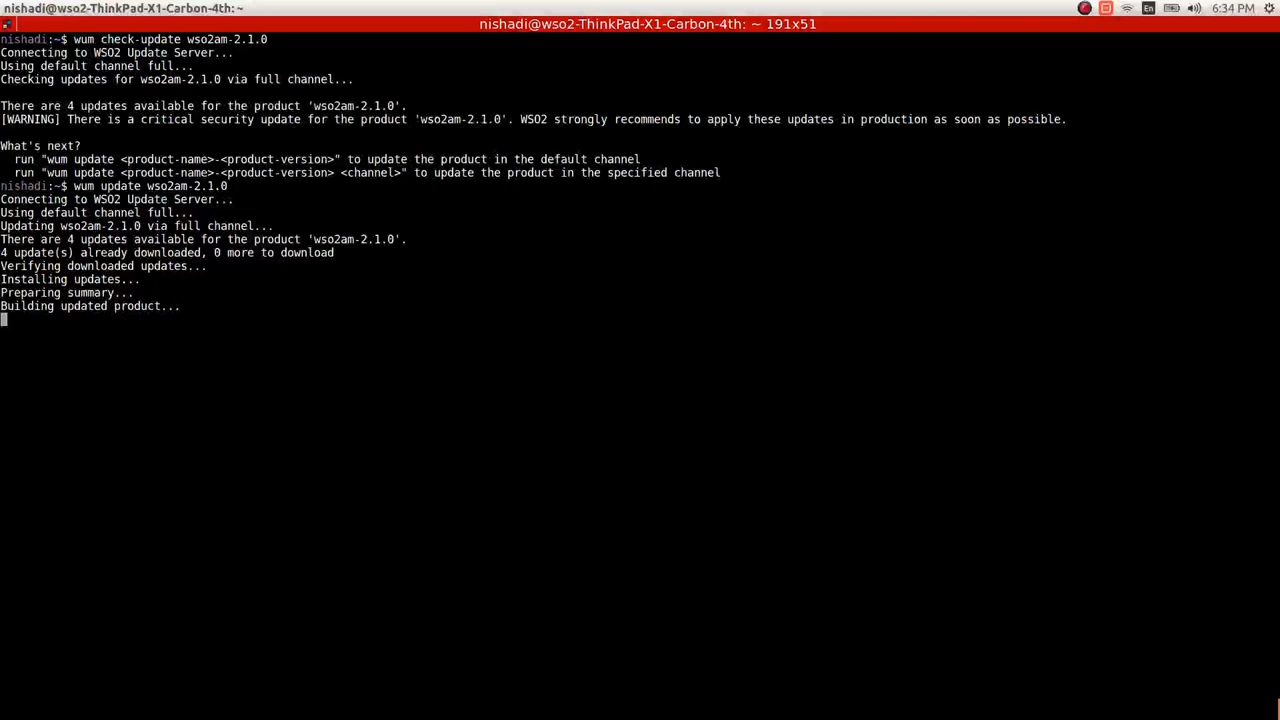 nishadi@wso2-ThinkPad-X1-Carbon-4th: ~
En
6:34 PM
nishadi@wso2-ThinkPad-X1-Carbon-4th: ~ 191x51
nishadi:~$ wum check-update wso2am-2.1.0
Connecting to WSO2 Update Server...
Using default channel full...
Checking updates for wso2am-2.1.0 via full channel...
There are 4 updates available for the product 'wso2am-2.1.0'.
[WARNING] There is a critical security update for the product 'wso2am-2.1.0'. WSO2 strongly recommends to apply these updates in production as soon as possible.
What's next?
run "wum update <product-name>-<product-version>" to update the product in the default channel
run "wum update <product-name>-<product-version> <channel>" to update the product in the specified channel
nishadi:~$ wum update wso2am-2.1.0
Connecting to WSO2 Update Server...
Using default channel full...
Updating wso2am-2.1.0 via full channel...
There are 4 updates available for the product 'wso2am-2.1.0'.
4 update(s) already downloaded, 0 more to download
Verifying downloaded updates...
Installing updates...
Preparing summary...
Building updated product...